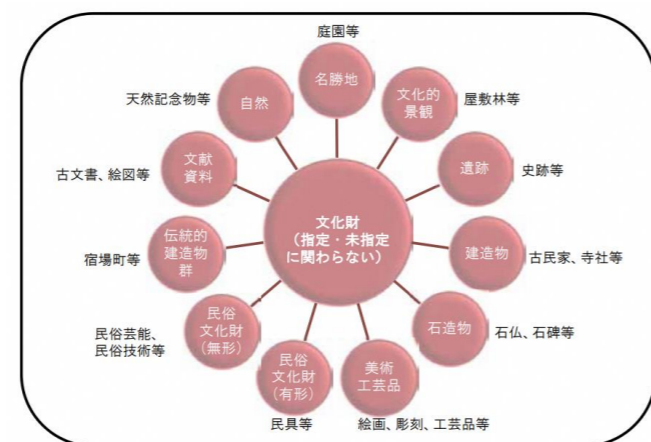 庭園等
名勝地
文化的
景観
屋敷林等
遺跡
史跡等
建造物
古民家、寺社等
石造物
石仏、石碑等
美術
工芸品
絵画、彫刻、工芸品等
民俗
文化財
（有形）
民具等
民俗
文化財
（無形）
民俗芸能、
民俗技術等
伝統的
建造物
群
宿場町等
文献
資料
古文書、絵図等
自然
天然記念物等
文化財
（指定・未指定
に関わらない）